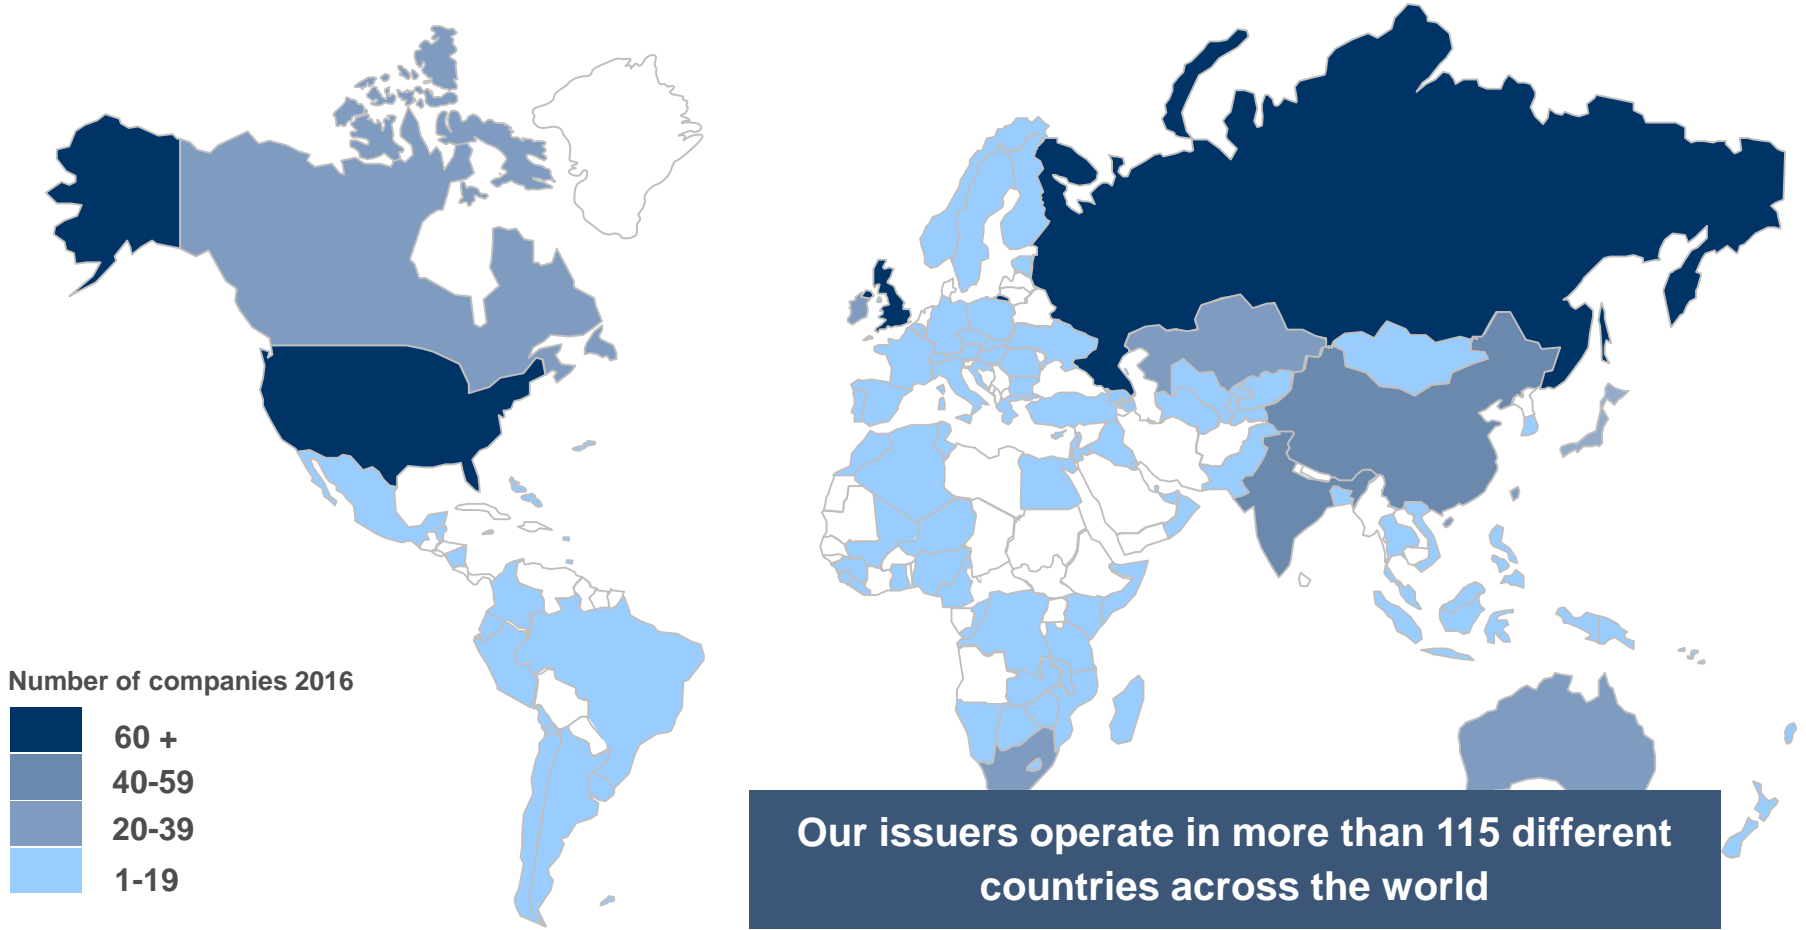 Number of companies 2016
60 +
40-59
20-39
1-19
Our issuers operate in more than 115 different
countries across the world